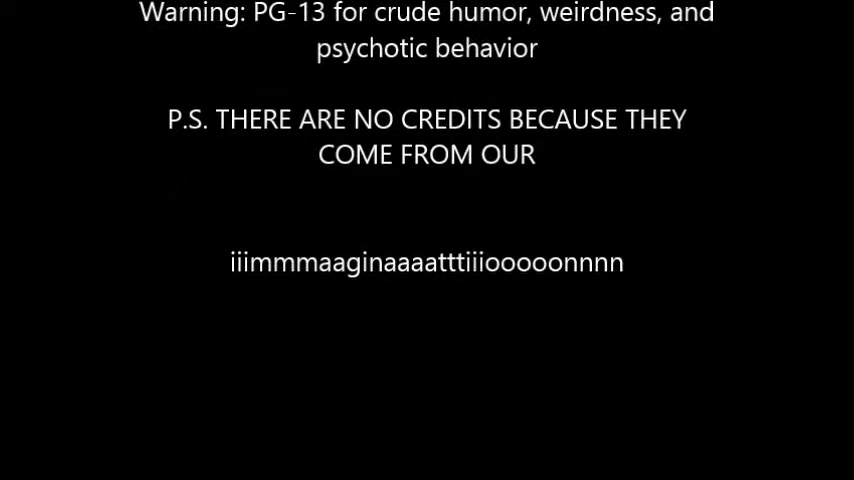 Warning: PG-13 for crude humor, weirdness, and
psychotic behavior
P.S. THERE ARE NO CREDITS BECAUSE THEY
COME FROM OUR
iiimmmaaginaaaatttiiiooooonnnn